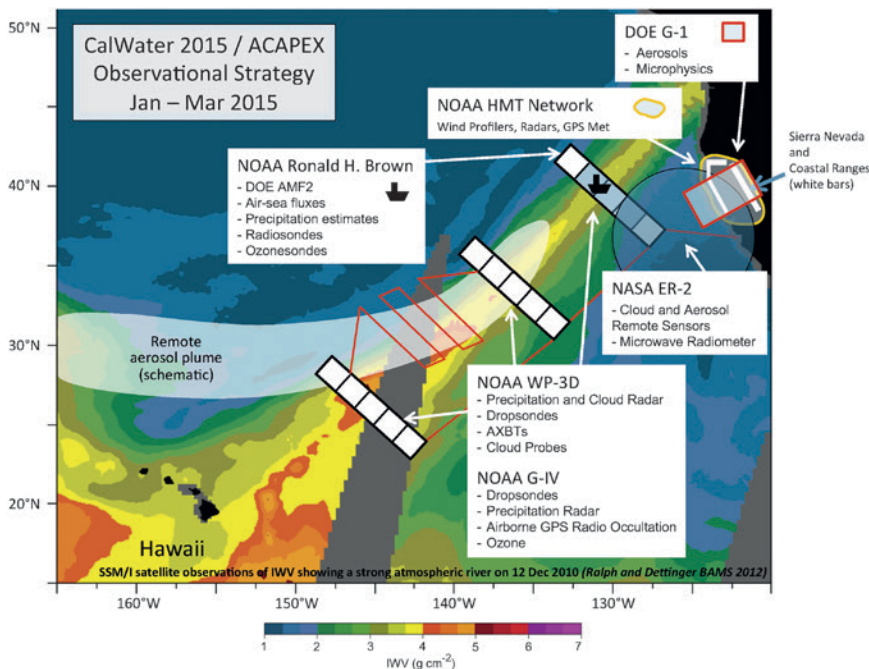 CalWater 2015 / ACAPEX
Observational Strategy
Jan – Mar 2015
DOE G-1
- Aerosols
- Microphysics
NOAA HMT Network
Wind Profilers, Radars, GPS Met
Sierra Nevada
and
Coastal Ranges
(white bars)
NOAA Ronald H. Brown
- DOE AMF2
- Air-sea fluxes
- Precipitation estimates
- Radiosondes
- Ozonesondes
NASA ER-2
- Cloud and Aerosol
Remote Sensors
- Microwave Radiometer
Remote
aerosol plume
(schematic)
NOAA WP-3D
- Precipitation and Cloud Radar
- Dropsondes
- AXBTs
- Cloud Probes
NOAA G-IV
- Dropsondes
- Precipitation Radar
- Airborne GPS Radio Occultation
- Ozone
Hawaii
SSM/I satellite observations of IWV showing a strong atmospheric river on 12 Dec 2010 (Ralph and Dettinger BAMS 2012)
50°N
40°N
30°N
20°N
160°W 150°W 140°W 130°W
1 2 3 4 5 6 7
IWV (g cm-2)